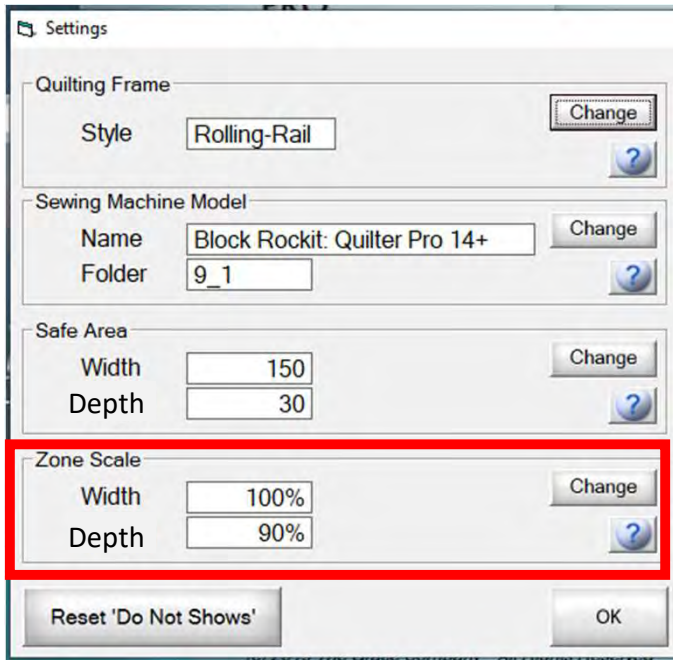 PRO
Settings
Quilting Frame
Change
Style Rolling-Rail
?
Sewing Machine Model
Name Block Rockit: Quilter Pro 14+ Change
Folder 9_1 ?
Safe Area
Width 150 Change
Depth 30 ?
Zone Scale
Width 100% Change
Depth 90% ?
Reset 'Do Not Shows' OK